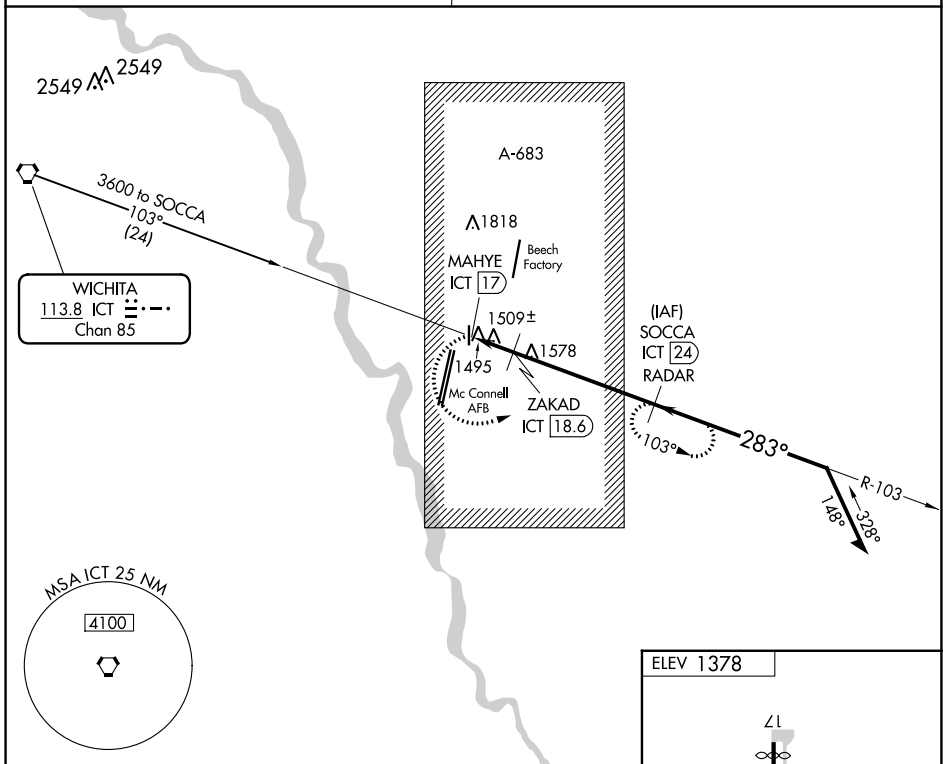 2549 2549
A-683
3600 to SOCCA
103°
(24)
1818
Beech
Factory
MAHYE
ICT 17
WICHITA
113.8 ICT
Chan 85
1509±
1578
1495
Mc Connell
AFB
ZAKAD
ICT 18.6
(IAF)
SOCCA
ICT 24
RADAR
103°
283°
R-103
148°
328°
MSA ICT 25 NM
4100
ELEV 1378
17